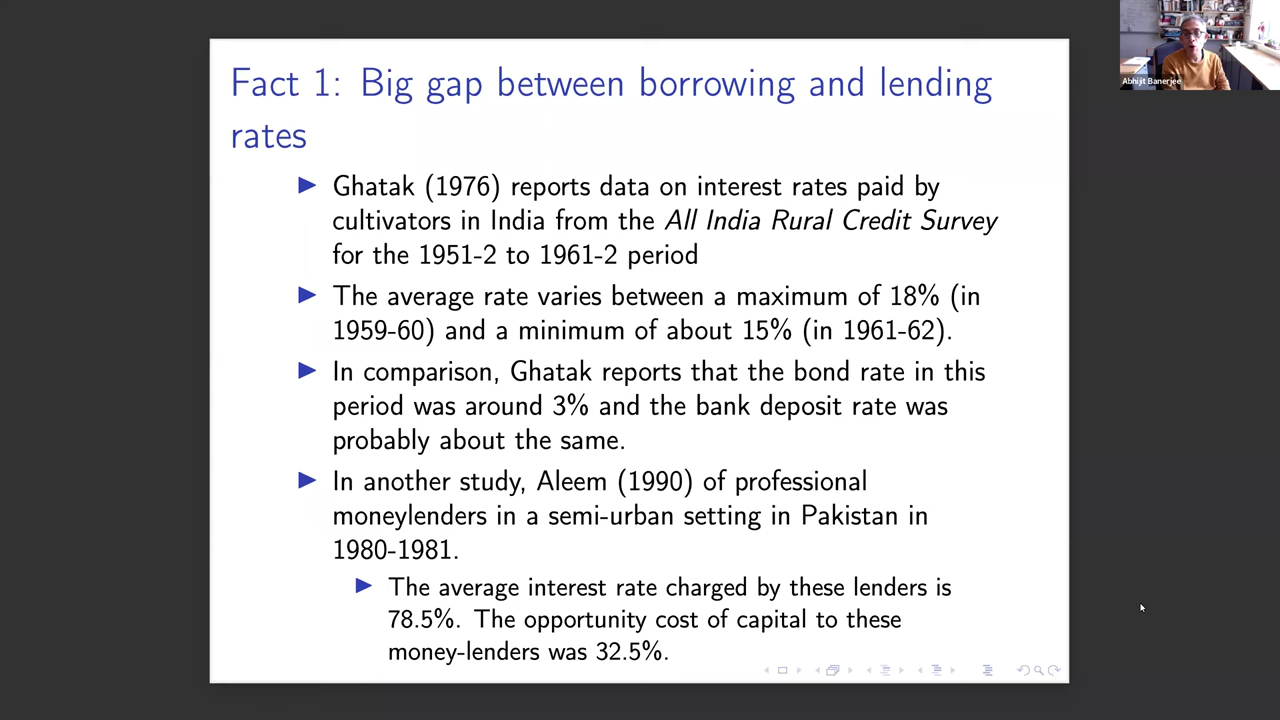 Fact 1: Big gap between borrowing and lending
rates
Ghatak (1976) reports data on interest rates paid by
cultivators in India from the All India Rural Credit Survey
for the 1951-2 to 1961-2 period
The average rate varies between a maximum of 18% (in
1959-60) and a minimum of about 15% (in 1961-62).
In comparison, Ghatak reports that the bond rate in this
period was around 3% and the bank deposit rate was
probably about the same.
In another study, Aleem (1990) of professional
moneylenders in a semi-urban setting in Pakistan in
1980-1981.
The average interest rate charged by these lenders is
78.5%. The opportunity cost of capital to these
money-lenders was 32.5%.
Abhijit Banerjee